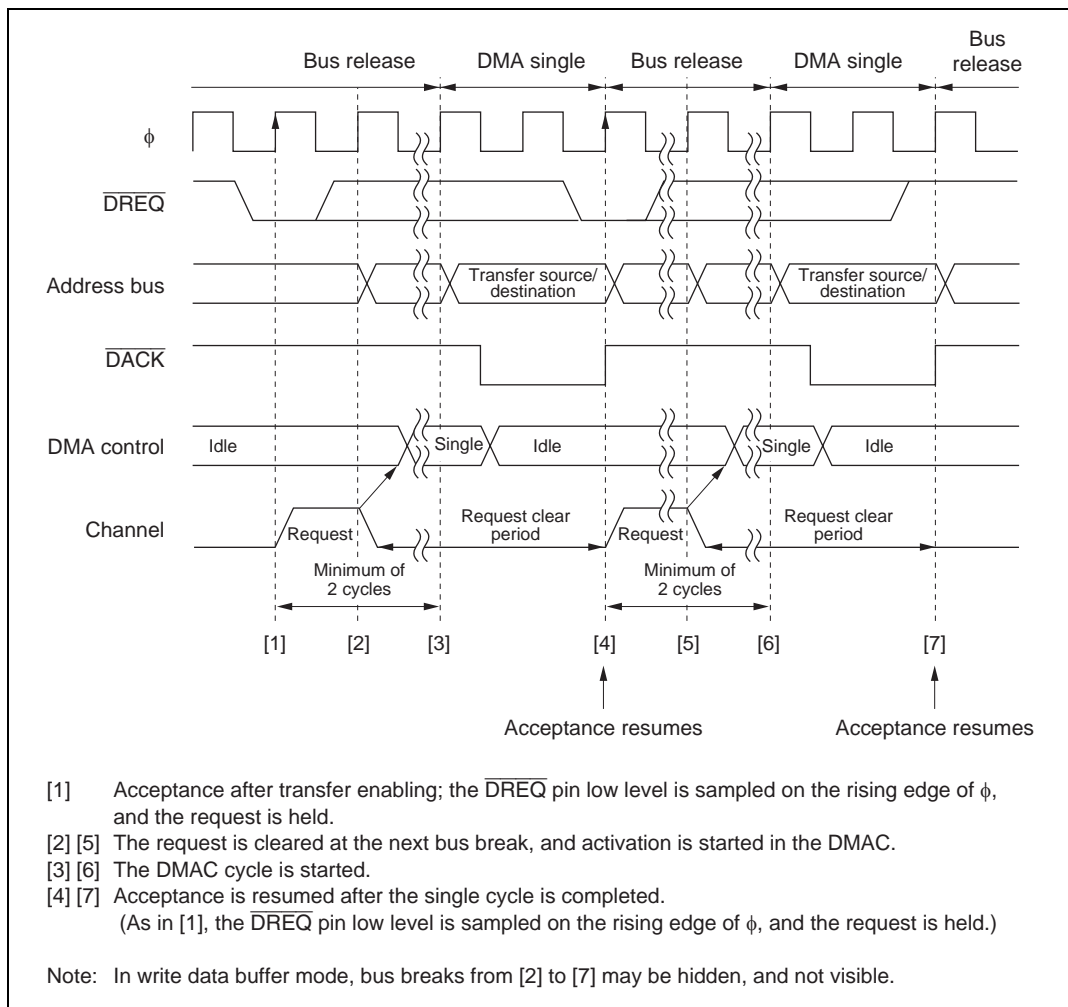 Bus release
DMA single
Bus release
DMA single
Bus
release
φ
DREQ
Address bus
Transfer source/
destination
Transfer source/
destination
DACK
DMA control
Idle
Single
Idle
Single
Idle
Channel
Request
Request clear
period
Request
Request clear
period
Minimum of
2 cycles
Minimum of
2 cycles
[1] [2] [3] [4] [5] [6] [7]
Acceptance resumes
Acceptance resumes
[1] Acceptance after transfer enabling; the DREQ pin low level is sampled on the rising edge of φ,
and the request is held.
[2] [5] The request is cleared at the next bus break, and activation is started in the DMAC.
[3] [6] The DMAC cycle is started.
[4] [7] Acceptance is resumed after the single cycle is completed.
(As in [1], the DREQ pin low level is sampled on the rising edge of φ, and the request is held.)
Note: In write data buffer mode, bus breaks from [2] to [7] may be hidden, and not visible.